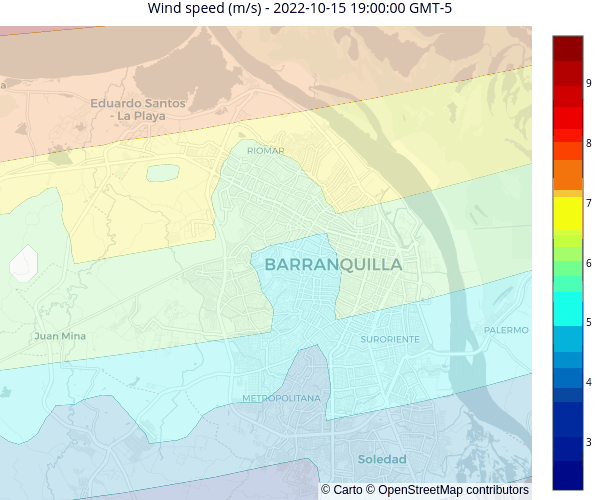 Wind speed (m/s) - 2022-10-15 19:00:00 GMT-5
a
Eduardo Santos
- La Playa
RIOMAR
BARRANQUILLA
Juan Mina
SURORIENTE
PALERMO
METROPOLITANA
Soledad
© Carto © OpenStreetMap contributors
9
8
7
6
5
4
3